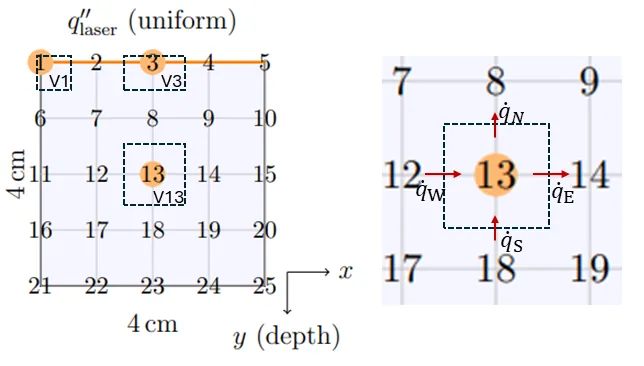 q″laser (uniform)
1 2 3 4 5
V1 V3
6 7 8 9 10
11 12 13 14 15
V13
16 17 18 19 20
21 22 23 24 25
4 cm
4 cm
x
y (depth)
7 8 9
q̇N
12 13 14
q̇W q̇E
q̇S
17 18 19